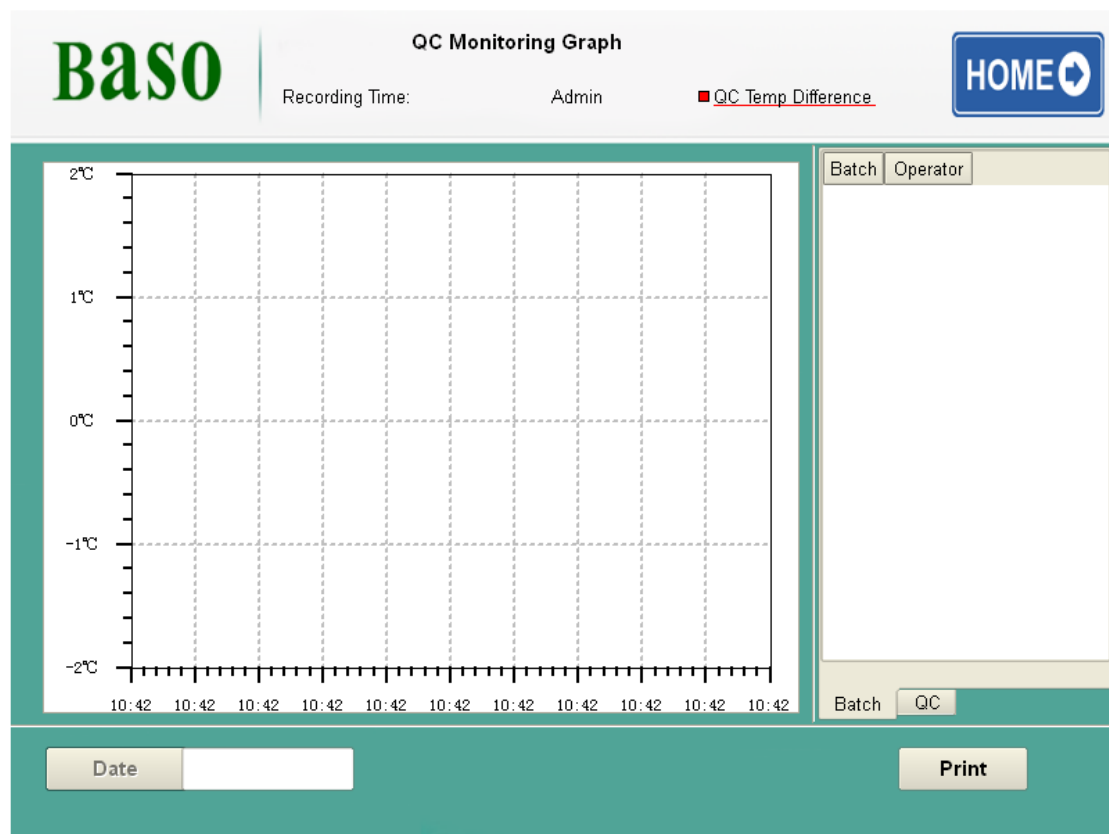 Baso
QC Monitoring Graph
Recording Time: Admin QC Temp Difference
HOME
2℃
1℃
0℃
-1℃
-2℃
10:42 10:42 10:42 10:42 10:42 10:42 10:42 10:42 10:42 10:42 10:42
Batch Operator
Batch QC
Date
Print